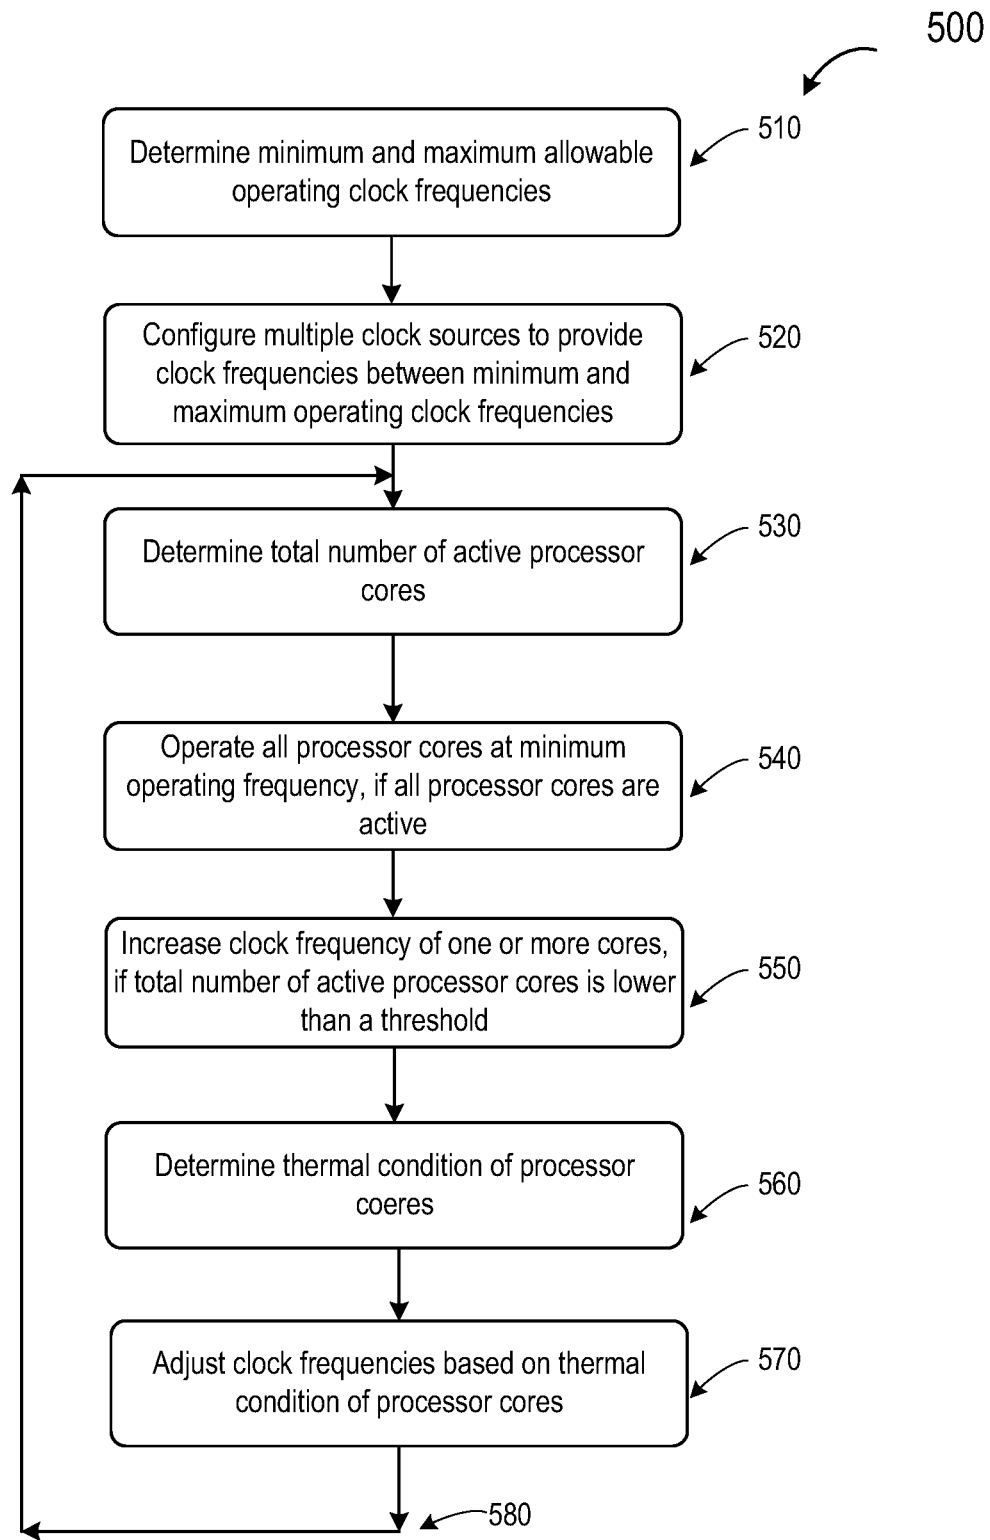 500
Determine minimum and maximum allowable
operating clock frequencies
510
Configure multiple clock sources to provide
clock frequencies between minimum and
maximum operating clock frequencies
520
Determine total number of active processor
cores
530
Operate all processor cores at minimum
operating frequency, if all processor cores are
active
540
Increase clock frequency of one or more cores,
if total number of active processor cores is lower
than a threshold
550
Determine thermal condition of processor
coeres
560
Adjust clock frequencies based on thermal
condition of processor cores
570
580